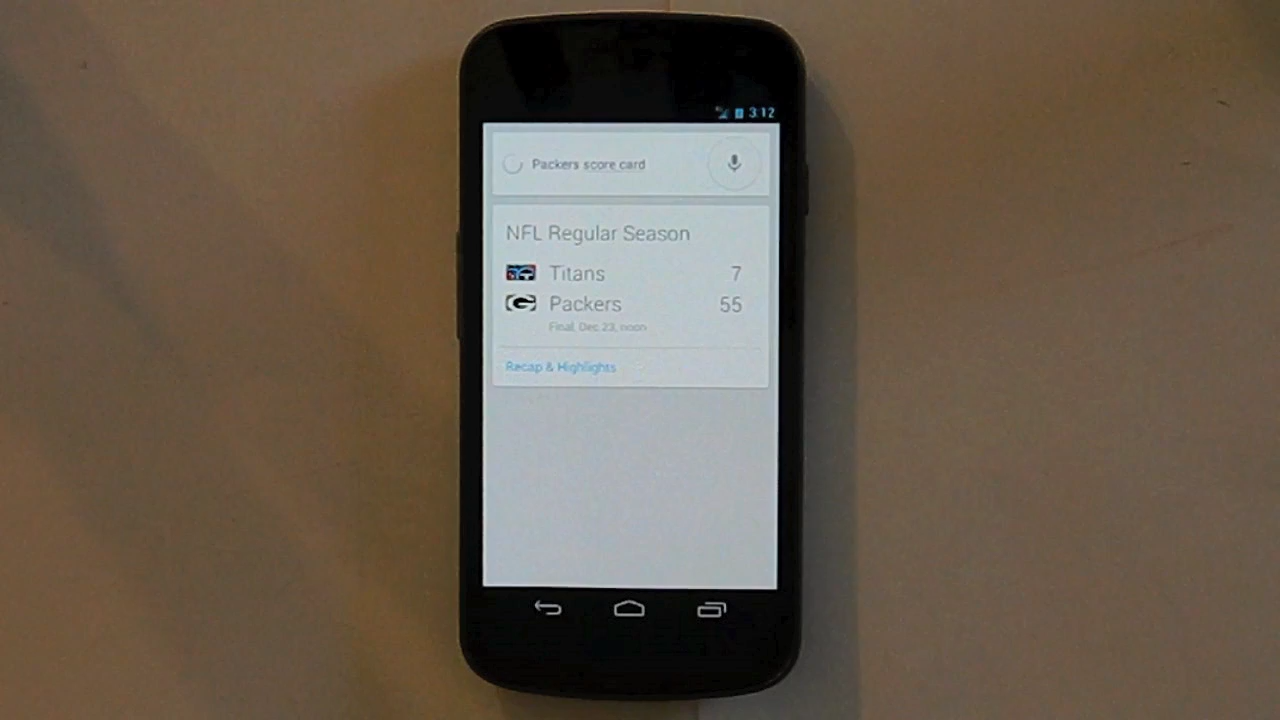 3:12
Packers score card
NFL Regular Season
Titans 7
Packers 55
Final, Dec 23, noon
Recap & Highlights